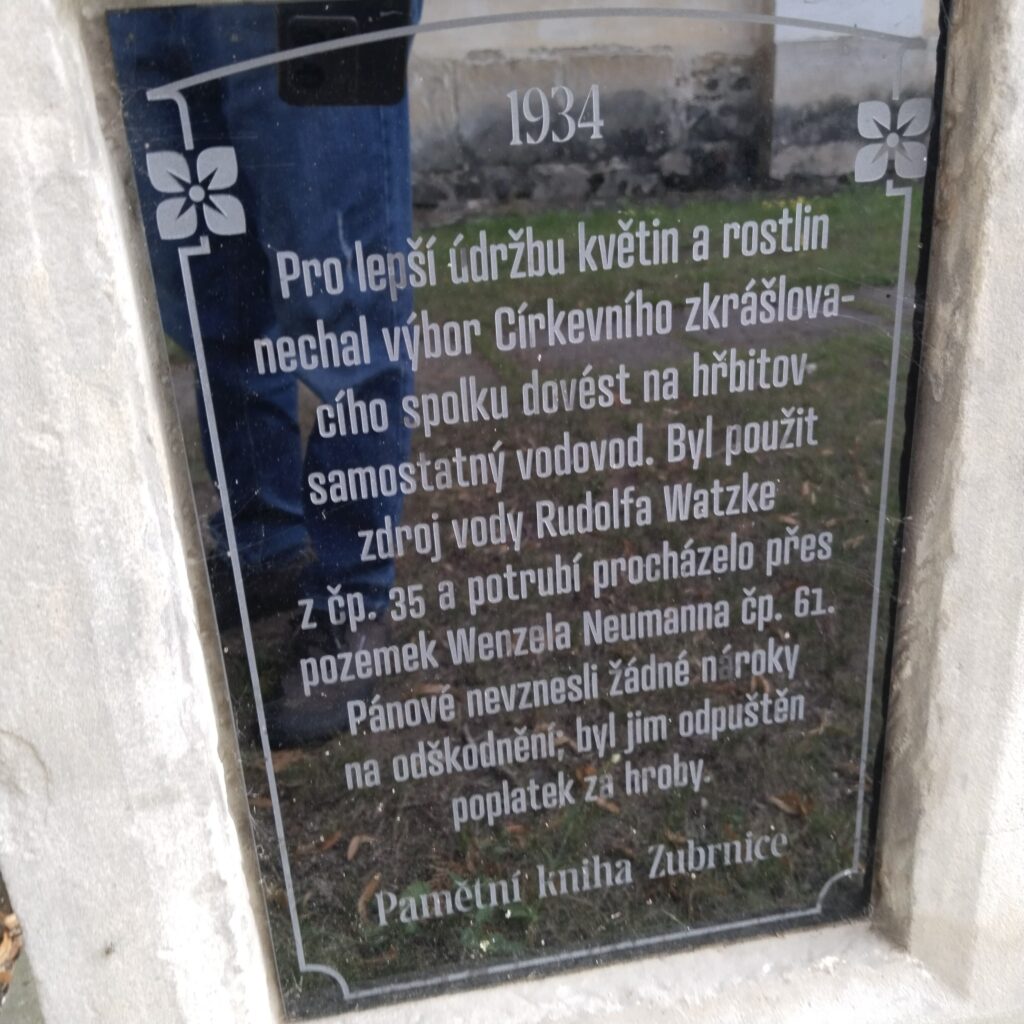 1934
Pro lepší údržbu květin a rostlin
nechal výbor Církevního zkrášlova-
cího spolku dovést na hřbitov
samostatný vodovod. Byl použit
zdroj vody Rudolfa Watzke
z čp. 35 a potrubí procházelo přes
pozemek Wenzela Neumanna čp. 61.
Pánové nevznesli žádné nároky
na odškodnění; byl jim odpuštěn
poplatek za hroby.
Pamětní kniha Zubrnice